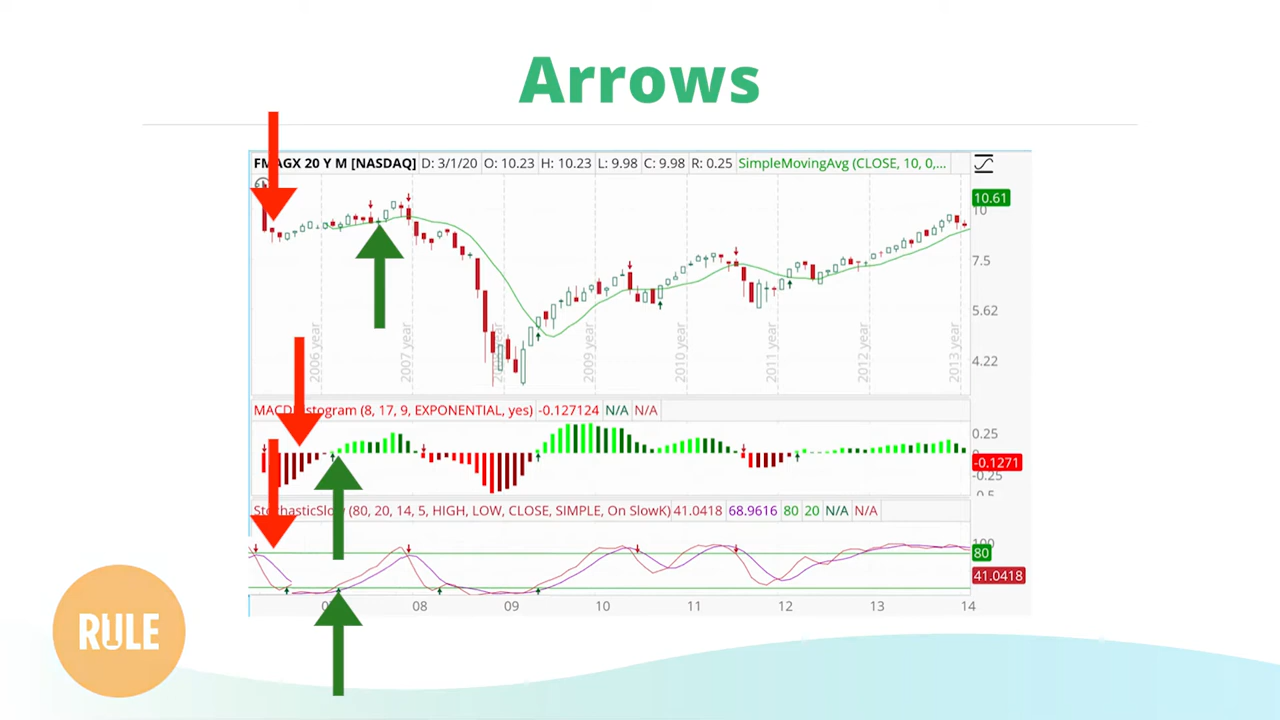 Arrows
FMAGX 20 Y M [NASDAQ] D: 3/1/20 O: 10.23 H: 10.23 L: 9.98 C: 9.98 R: 0.25 SimpleMovingAvg (CLOSE, 10, 0,...
10.61
10
7.5
5.62
4.22
2006 year
2007 year
2009 year
2010 year
2011 year
2012 year
2013 year
MACDHistogram (8, 17, 9, EXPONENTIAL, yes) -0.127124 N/A N/A
0.25
-0.1271
-0.25
StochasticSlow (80, 20, 14, 5, HIGH, LOW, CLOSE, SIMPLE, On SlowK) 41.0418 68.9616 80 20 N/A N/A
100
80
41.0418
08 09 10 11 12 13 14
RULE